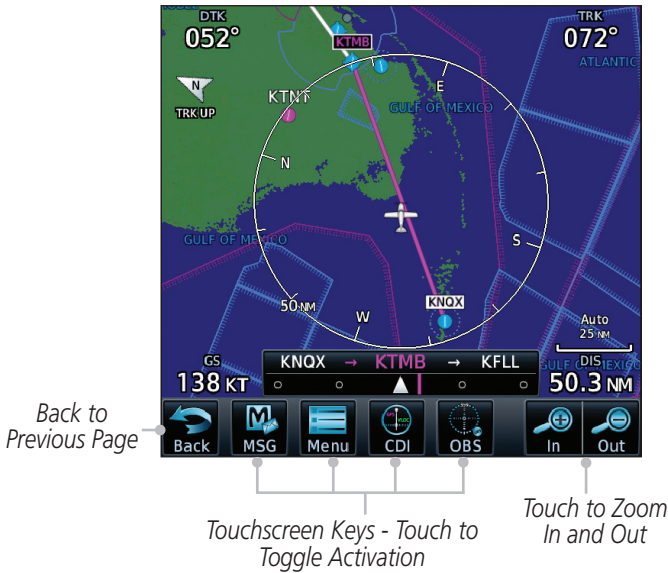 DTK
052°
TRK
072°
KTMB
ATLANTIC
N
TRK UP
KTNT
E
GULF OF MEXICO
N
S
GULF OF MEXICO
50 NM
W
KNQX
Auto
25 NM
GS
138 KT
KNQX → KTMB → KFLL
DIS
50.3 NM
Back
MSG
Menu
CDI
OBS
In
Out
Back to
Previous Page
Touchscreen Keys - Touch to
Toggle Activation
Touch to Zoom
In and Out